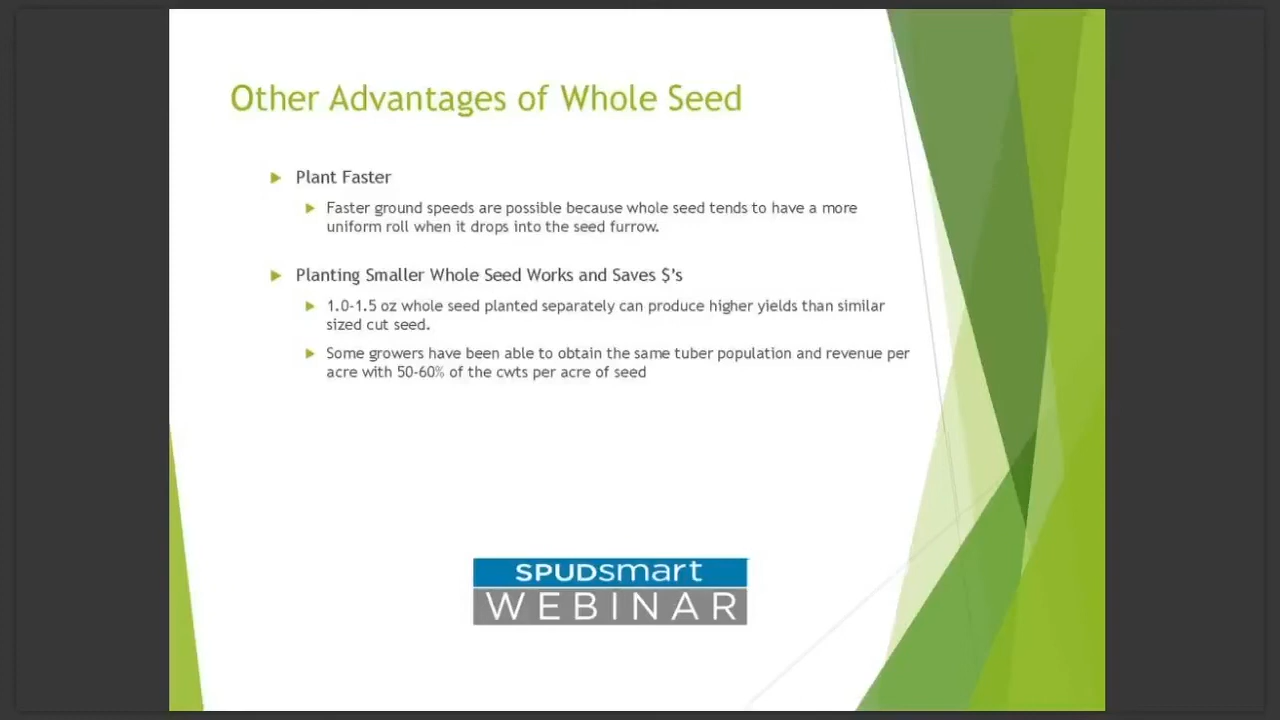 Other Advantages of Whole Seed
Plant Faster
Faster ground speeds are possible because whole seed tends to have a more
uniform roll when it drops into the seed furrow.
Planting Smaller Whole Seed Works and Saves $'s
1.0-1.5 oz whole seed planted separately can produce higher yields than similar
sized cut seed.
Some growers have been able to obtain the same tuber population and revenue per
acre with 50-60% of the cwts per acre of seed
SPUDsmart
WEBINAR